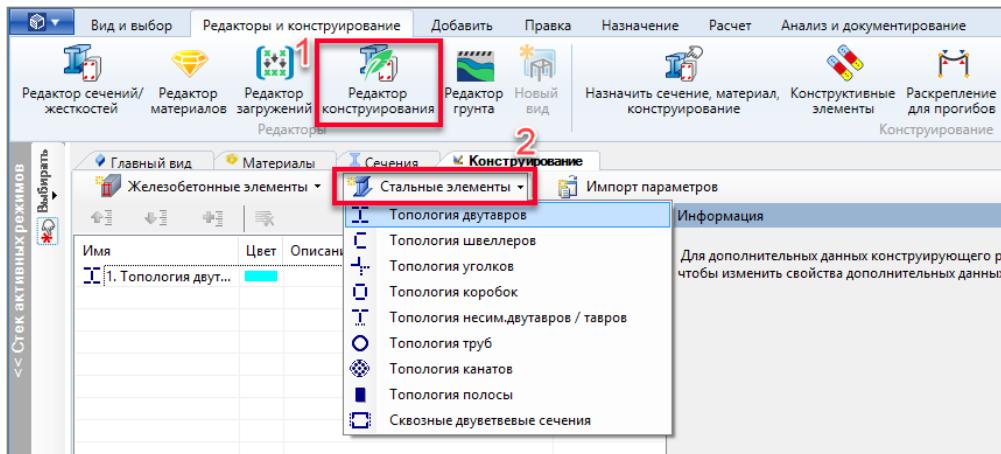 Вид и выбор Редакторы и конструирование Добавить Правка Назначение Расчет Анализ и документирование
1
Редактор сечений/ жесткостей
Редактор материалов
Редактор загружений
Редактор конструирования
Редактор грунта
Новый вид
Назначить сечение, материал, конструирование
Конструктивные элементы
Раскрепление для прогибов
Редакторы
Конструирование
2
<< Стек активных режимов
Выбирать
Главный вид Материалы Сечения Конструирование
Железобетонные элементы Стальные элементы Импорт параметров
Имя Цвет Описани
1. Топология двут...
Топология двутавров
Топология швеллеров
Топология уголков
Топология коробок
Топология несим.двутавров / тавров
Топология труб
Топология канатов
Топология полосы
Сквозные двуветвевые сечения
Информация
Для дополнительных данных конструирующего р
чтобы изменить свойства дополнительных данны